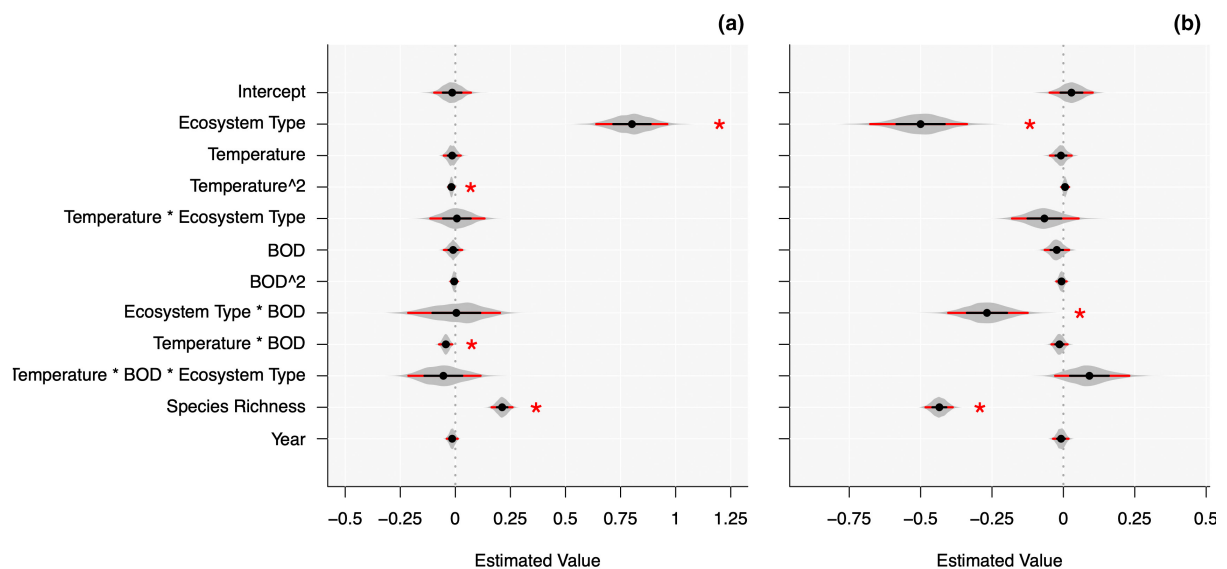 (a)
(b)
Intercept
Ecosystem Type
*
*
Temperature
Temperature^2
*
Temperature * Ecosystem Type
BOD
BOD^2
Ecosystem Type * BOD
*
Temperature * BOD
*
Temperature * BOD * Ecosystem Type
Species Richness
*
*
Year
−0.5 −0.25 0 0.25 0.5 0.75 1 1.25
−0.75 −0.5 −0.25 0 0.25 0.5
Estimated Value
Estimated Value